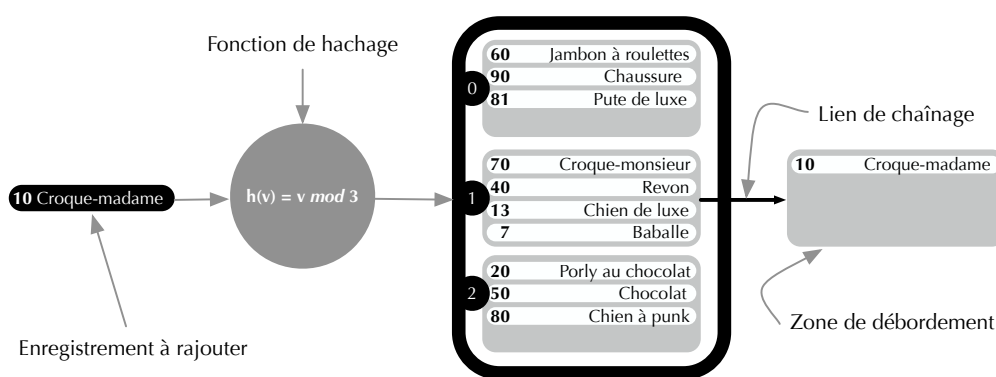 Fonction de hachage
10 Croque-madame
h(v) = v mod 3
0
60 Jambon à roulettes
90 Chaussure
81 Pute de luxe
1
70 Croque-monsieur
40 Revon
13 Chien de luxe
7 Baballe
2
20 Porly au chocolat
50 Chocolat
80 Chien à punk
Lien de chaînage
10 Croque-madame
Zone de débordement
Enregistrement à rajouter